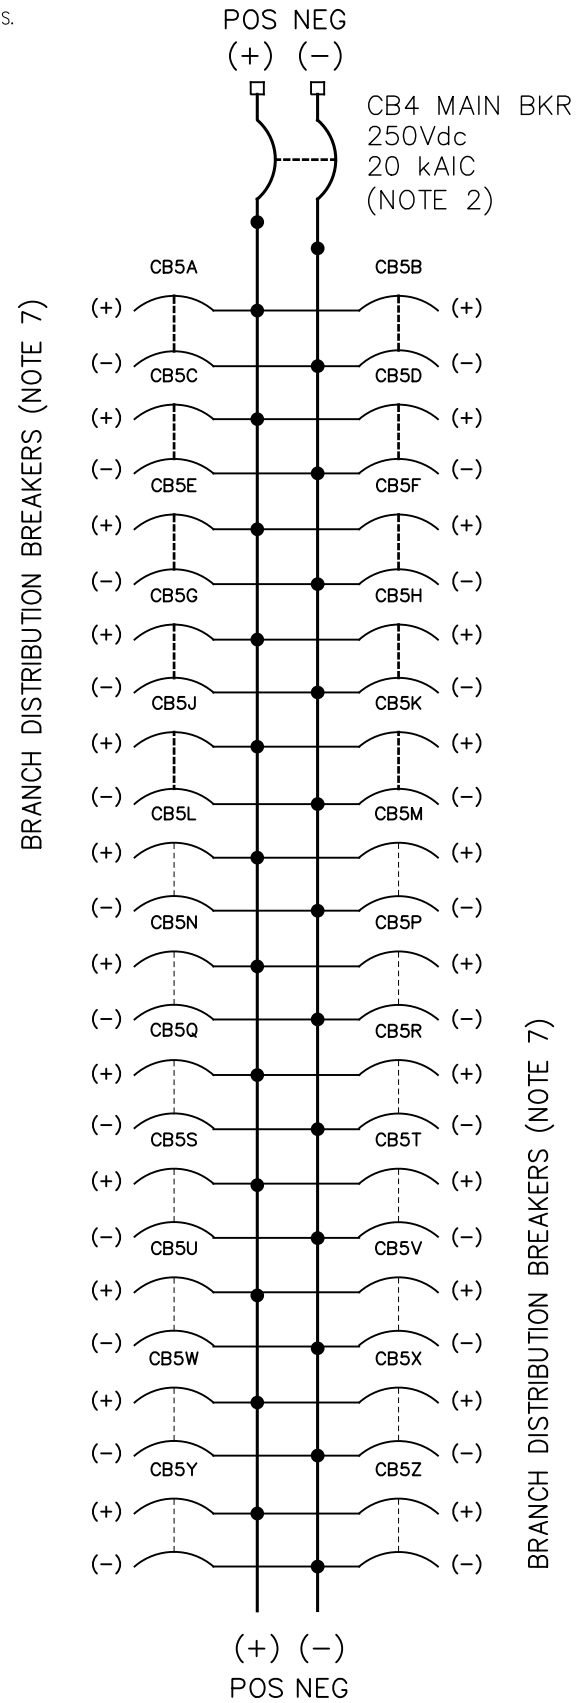 S.
POS NEG
(+) (−)
CB4 MAIN BKR
250Vdc
20 kAIC
(NOTE 2)
BRANCH DISTRIBUTION BREAKERS (NOTE 7)
CB5A CB5B
(+) (+)
(−) (−)
CB5C CB5D
(+) (+)
(−) (−)
CB5E CB5F
(+) (+)
(−) (−)
CB5G CB5H
(+) (+)
(−) (−)
CB5J CB5K
(+) (+)
(−) (−)
CB5L CB5M
(+) (+)
(−) (−)
CB5N CB5P
(+) (+)
(−) (−)
CB5Q CB5R
(+) (+)
(−) (−)
CB5S CB5T
(+) (+)
(−) (−)
CB5U CB5V
(+) (+)
(−) (−)
CB5W CB5X
(+) (+)
(−) (−)
CB5Y CB5Z
(+) (+)
(−) (−)
BRANCH DISTRIBUTION BREAKERS (NOTE 7)
(+) (−)
POS NEG